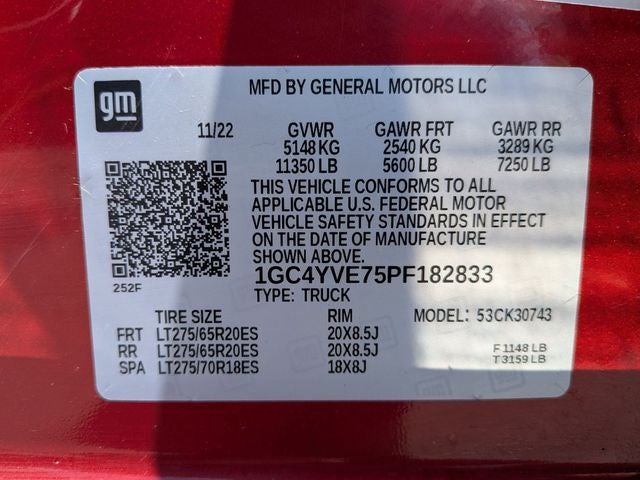 gm
MFD BY GENERAL MOTORS LLC
11/22 GVWR GAWR FRT GAWR RR
5148 KG 2540 KG 3289 KG
11350 LB 5600 LB 7250 LB
THIS VEHICLE CONFORMS TO ALL
APPLICABLE U.S. FEDERAL MOTOR
VEHICLE SAFETY STANDARDS IN EFFECT
ON THE DATE OF MANUFACTURE
SHOWN ABOVE.
1GC4YVE75PF182833
252F
TYPE: TRUCK
TIRE SIZE RIM MODEL: 53CK30743
FRT LT275/65R20ES 20X8.5J
RR LT275/65R20ES 20X8.5J
SPA LT275/70R18ES 18X8J
F1148 LB
T3159 LB